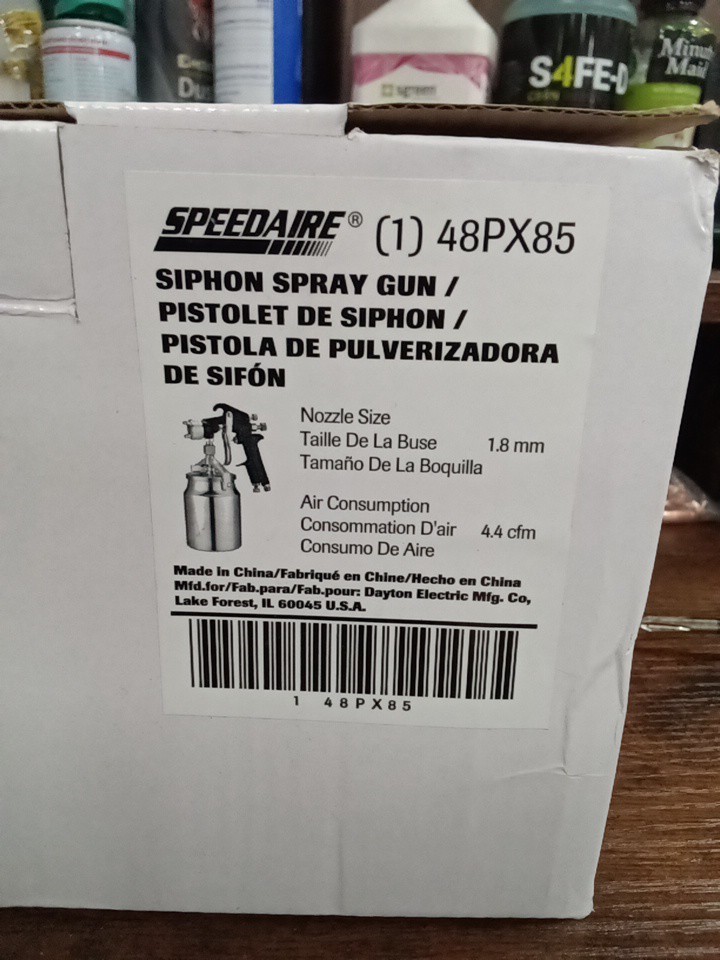 S4FE-D
Minute
Maid
SPEEDAIRE® (1) 48PX85
SIPHON SPRAY GUN /
PISTOLET DE SIPHON /
PISTOLA DE PULVERIZADORA
DE SIFÓN
Nozzle Size
Taille De La Buse 1.8 mm
Tamaño De La Boquilla
Air Consumption
Consommation D'air 4.4 cfm
Consumo De Aire
Made in China/Fabriqué en Chine/Hecho en China
Mfd.for/Fab.para/Fab.pour: Dayton Electric Mfg. Co,
Lake Forest, IL 60045 U.S.A.
1 48PX85